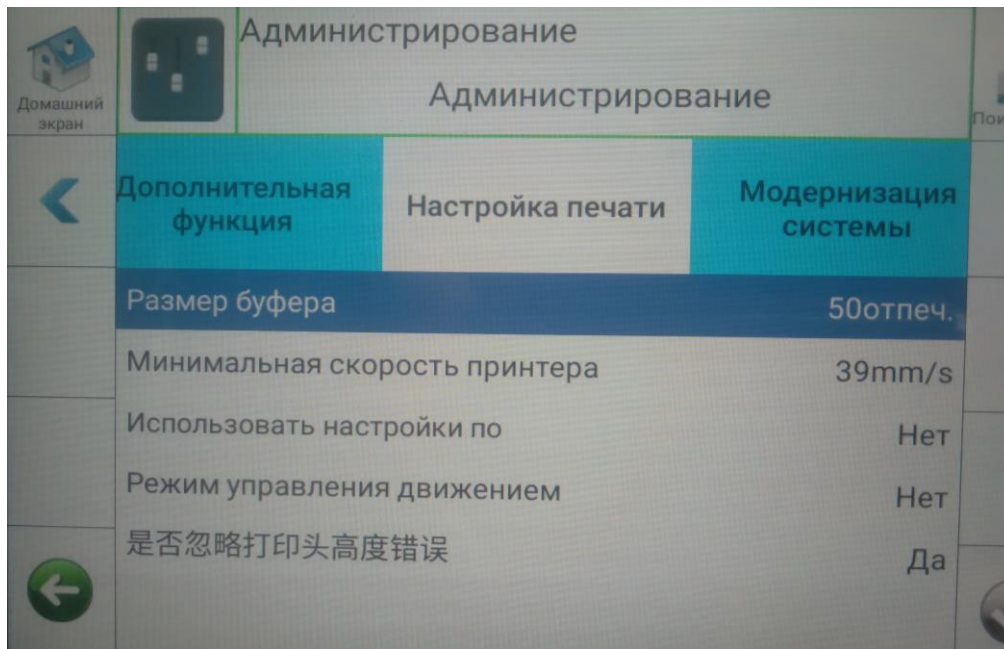 Администрирование
Администрирование
Домашний
экран
Дополнительная
функция
Настройка печати
Модернизация
системы
Размер буфера 50отпеч.
Минимальная скорость принтера 39mm/s
Использовать настройки по Нет
Режим управления движением Нет
是否忽略打印头高度错误 Да